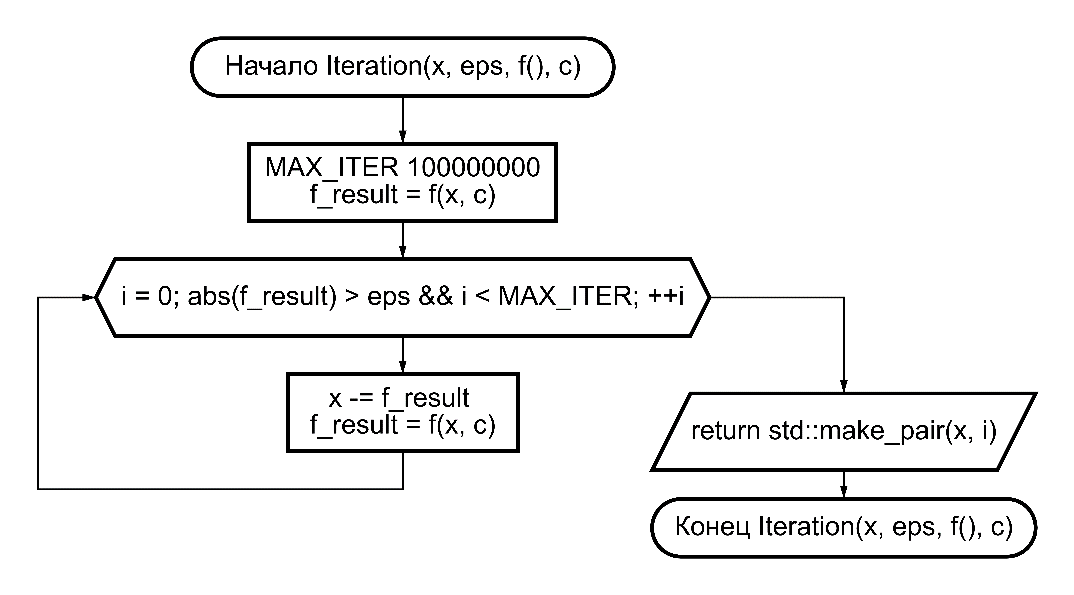 Начало Iteration(x, eps, f(), c)
MAX_ITER 100000000
f_result = f(x, c)
i = 0; abs(f_result) > eps && i < MAX_ITER; ++i
x -= f_result
f_result = f(x, c)
return std::make_pair(x, i)
Конец Iteration(x, eps, f(), c)